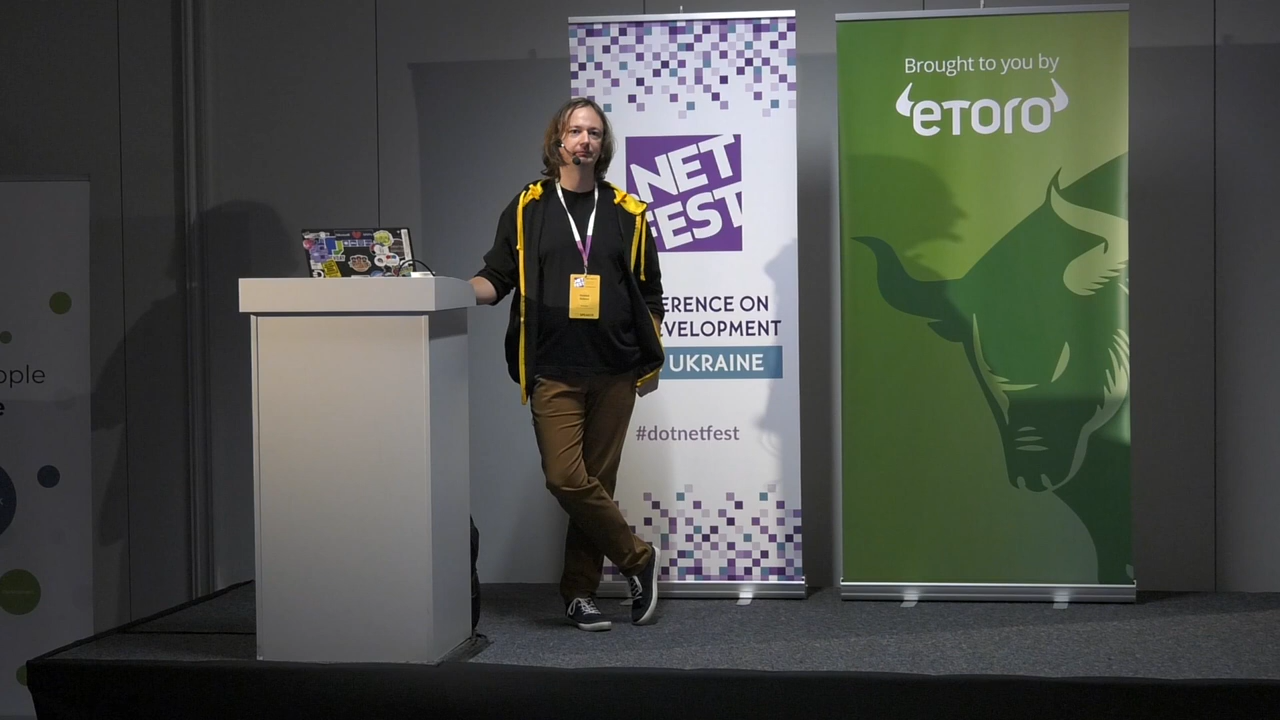 Brought to you by
eToro
NET
FEST
ERENCE ON
EVELOPMENT
UKRAINE
#dotnetfest
ople
e